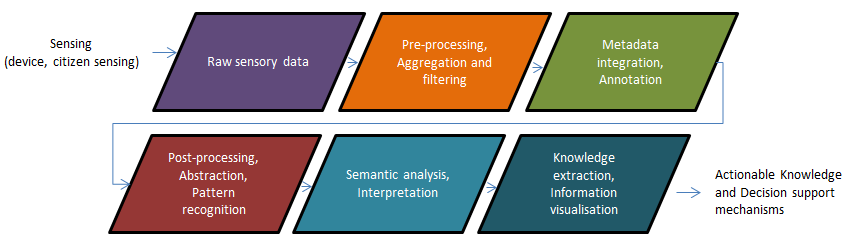 Sensing
(device, citizen sensing)
Raw sensory data
Pre-processing,
Aggregation and
filtering
Metadata
integration,
Annotation
Post-processing,
Abstraction,
Pattern
recognition
Semantic analysis,
Interpretation
Knowledge
extraction,
Information
visualisation
Actionable Knowledge
and Decision support
mechanisms